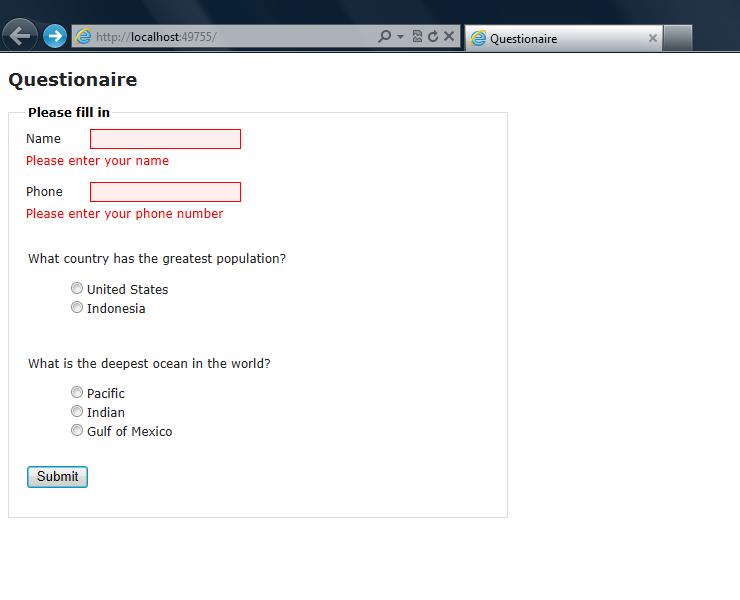 http://localhost:49755/
Questionaire
Questionaire
Please fill in
Name
Please enter your name
Phone
Please enter your phone number
What country has the greatest population?
United States
Indonesia
What is the deepest ocean in the world?
Pacific
Indian
Gulf of Mexico
Submit